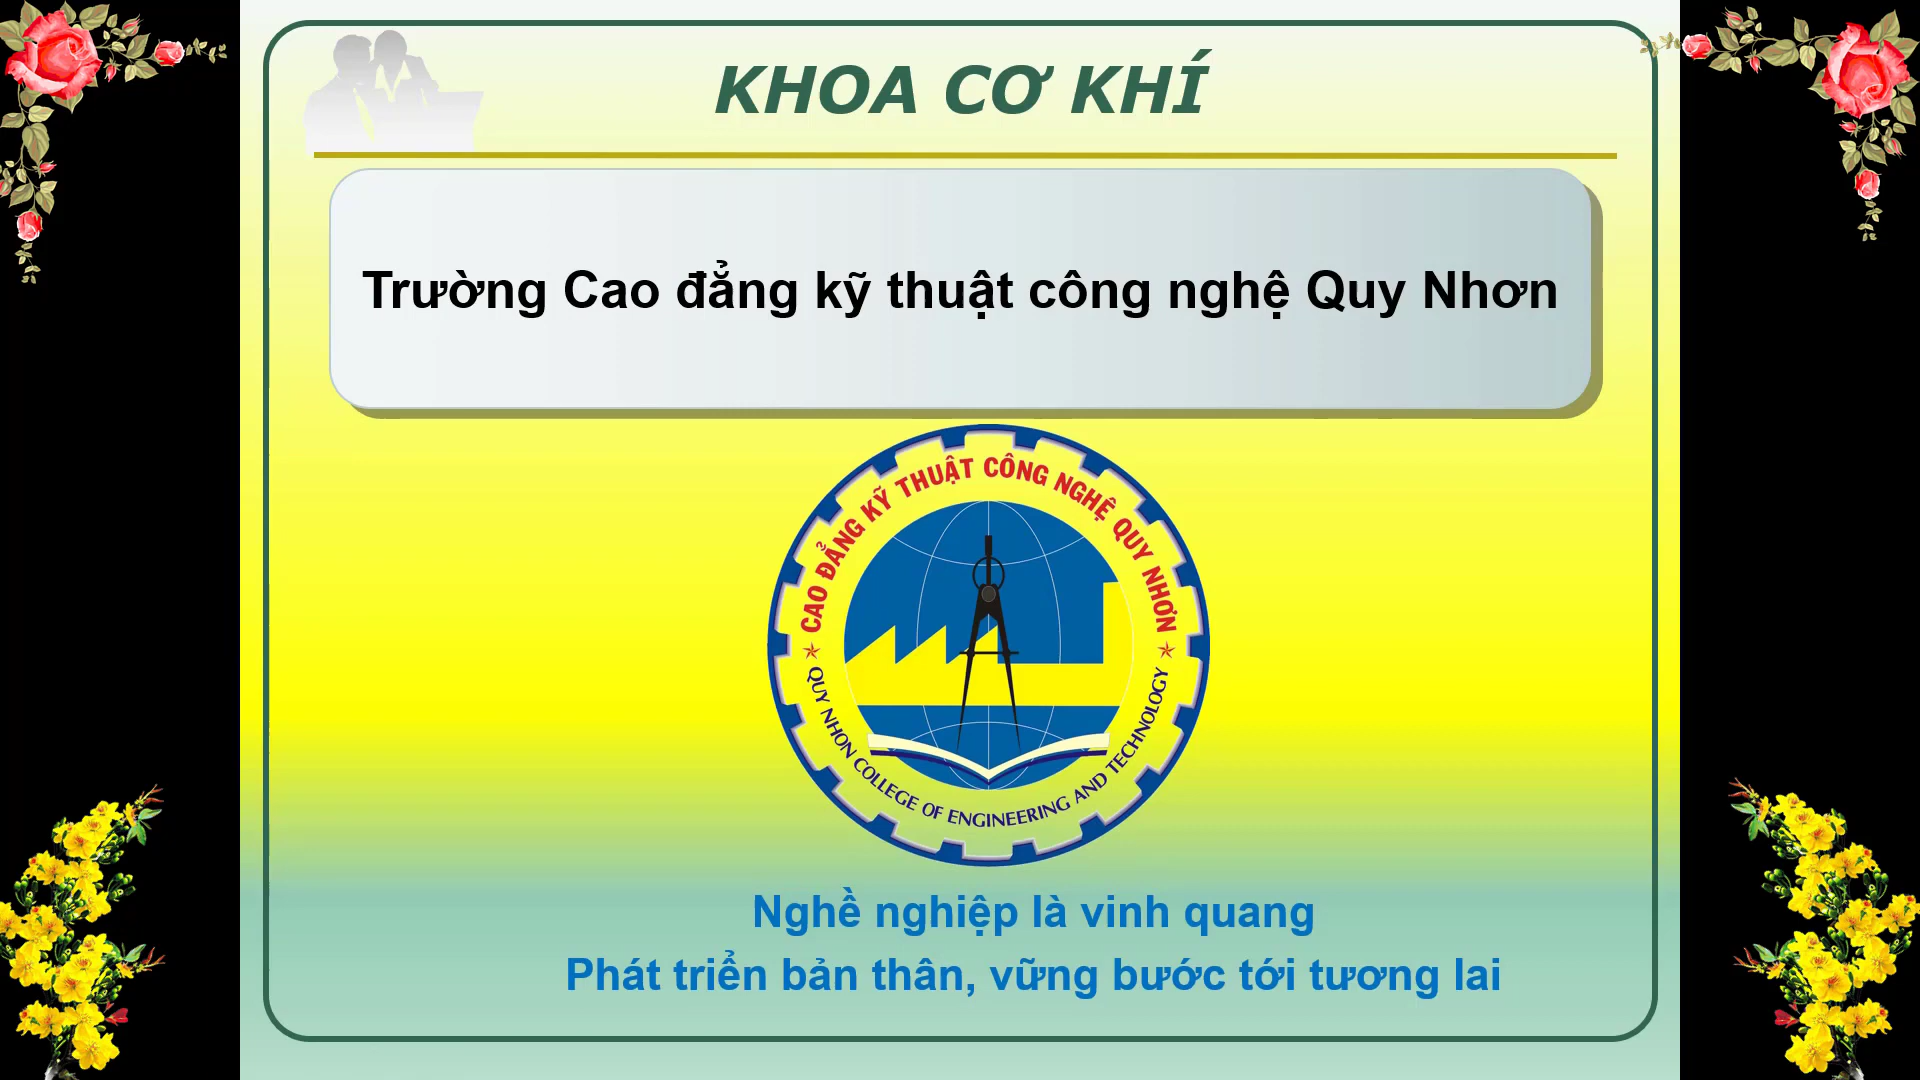 KHOA CƠ KHÍ
Trường Cao đẳng kỹ thuật công nghệ Quy Nhơn
CAO ĐẲNG KỸ THUẬT CÔNG NGHỆ QUY NHƠN
QUY NHON COLLEGE OF ENGINEERING AND TECHNOLOGY
Nghề nghiệp là vinh quang
Phát triển bản thân, vững bước tới tương lai